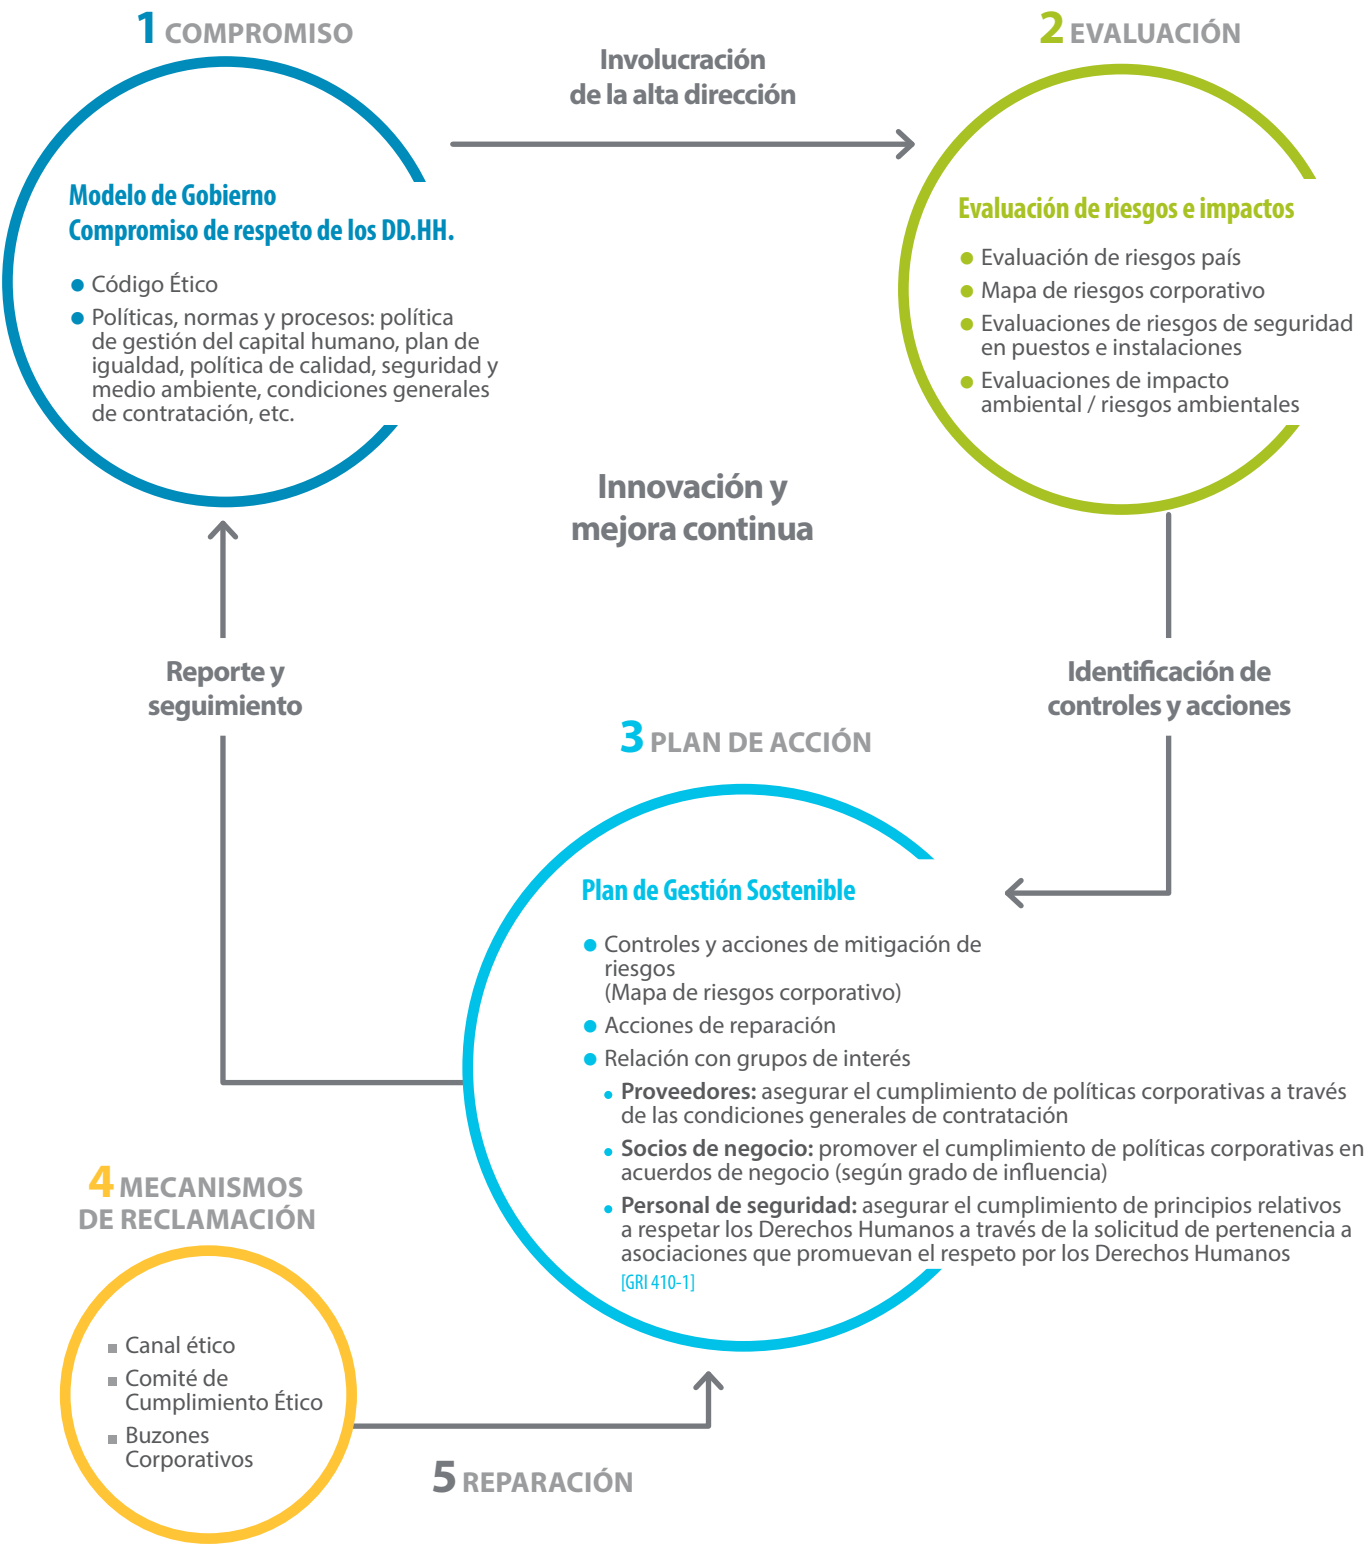 1 COMPROMISO
Modelo de Gobierno
Compromiso de respeto de los DD.HH.
Código Ético
Políticas, normas y procesos: política
de gestión del capital humano, plan de
igualdad, política de calidad, seguridad y
medio ambiente, condiciones generales
de contratación, etc.
Involucración
de la alta dirección
2 EVALUACIÓN
Evaluación de riesgos e impactos
Evaluación de riesgos país
Mapa de riesgos corporativo
Evaluaciones de riesgos de seguridad
en puestos e instalaciones
Evaluaciones de impacto
ambiental / riesgos ambientales
Innovación y
mejora continua
Reporte y
seguimiento
Identificación de
controles y acciones
3 PLAN DE ACCIÓN
Plan de Gestión Sostenible
Controles y acciones de mitigación de
riesgos
(Mapa de riesgos corporativo)
Acciones de reparación
Relación con grupos de interés
Proveedores: asegurar el cumplimiento de políticas corporativas a través
de las condiciones generales de contratación
Socios de negocio: promover el cumplimiento de políticas corporativas en
acuerdos de negocio (según grado de influencia)
Personal de seguridad: asegurar el cumplimiento de principios relativos
a respetar los Derechos Humanos a través de la solicitud de pertenencia a
asociaciones que promuevan el respeto por los Derechos Humanos
[GRI 410-1]
4 MECANISMOS
DE RECLAMACIÓN
Canal ético
Comité de
Cumplimiento Ético
Buzones
Corporativos
5 REPARACIÓN